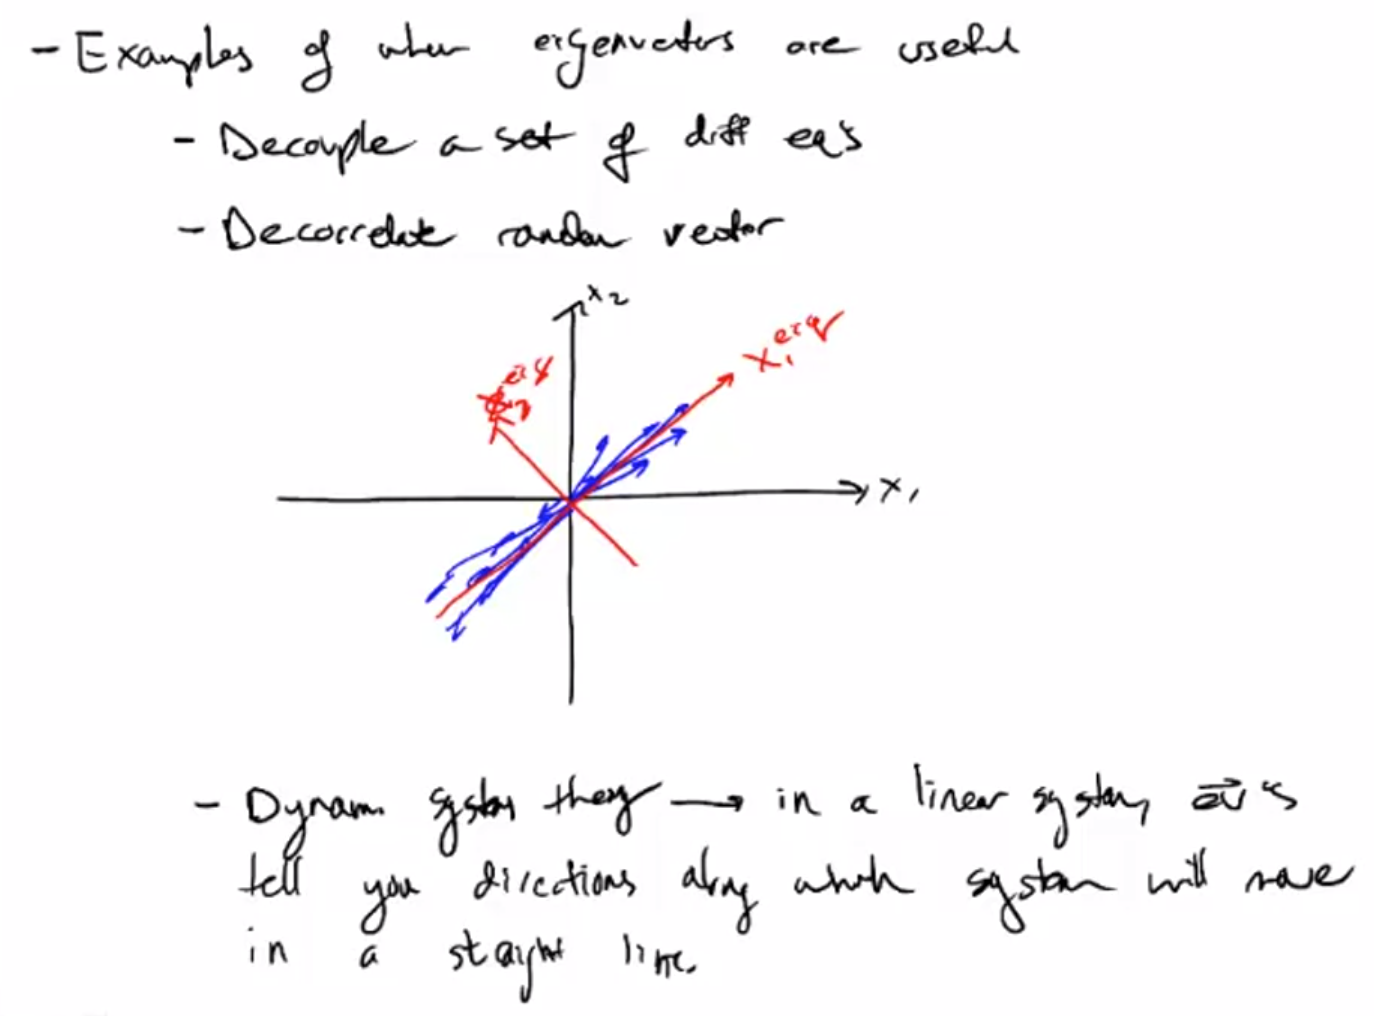 - Examples of when eigenvectors are useful
- Decouple a set of diff eq's
- Decorrelate random vector
x2
x1 eig
eig
x1
- Dynam. system theory → in a linear system, ev's
tell you directions along which system will move
in a straight line.